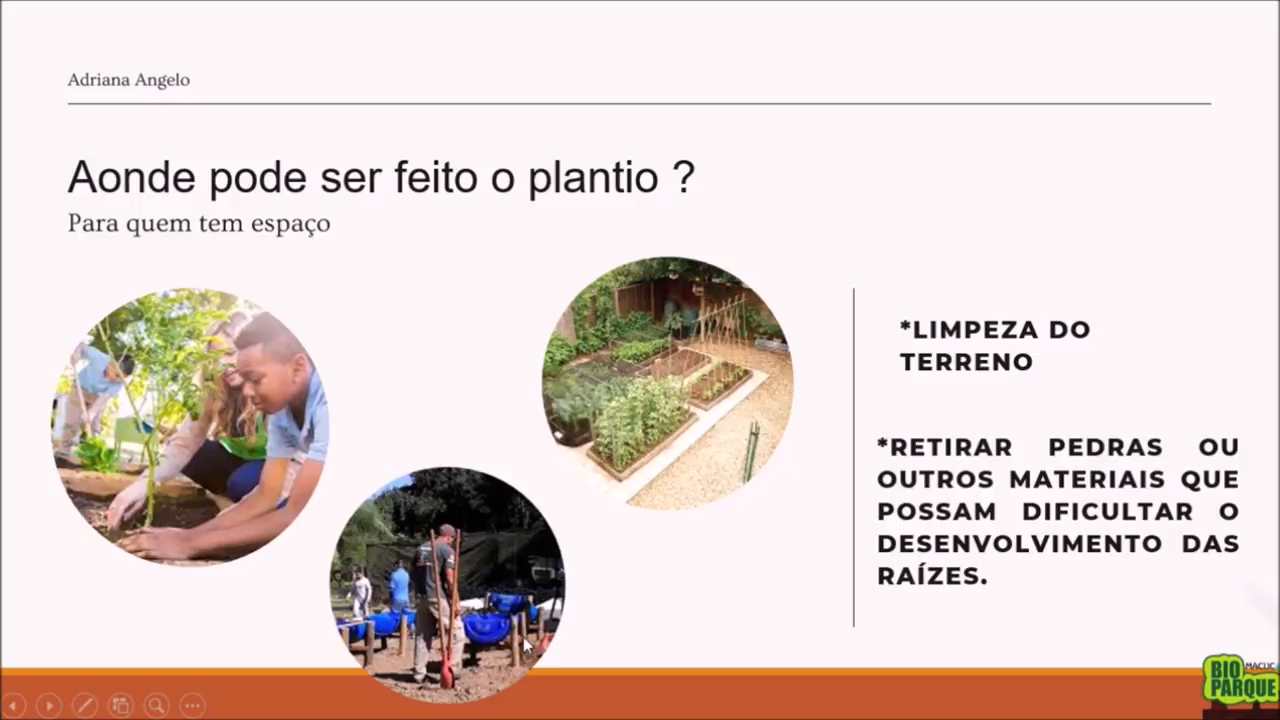 Adriana Angelo
Aonde pode ser feito o plantio ?
Para quem tem espaço
*LIMPEZA DO
TERRENO
*RETIRAR PEDRAS OU
OUTROS MATERIAIS QUE
POSSAM DIFICULTAR O
DESENVOLVIMENTO DAS
RAÍZES.
BIO
PARQUE